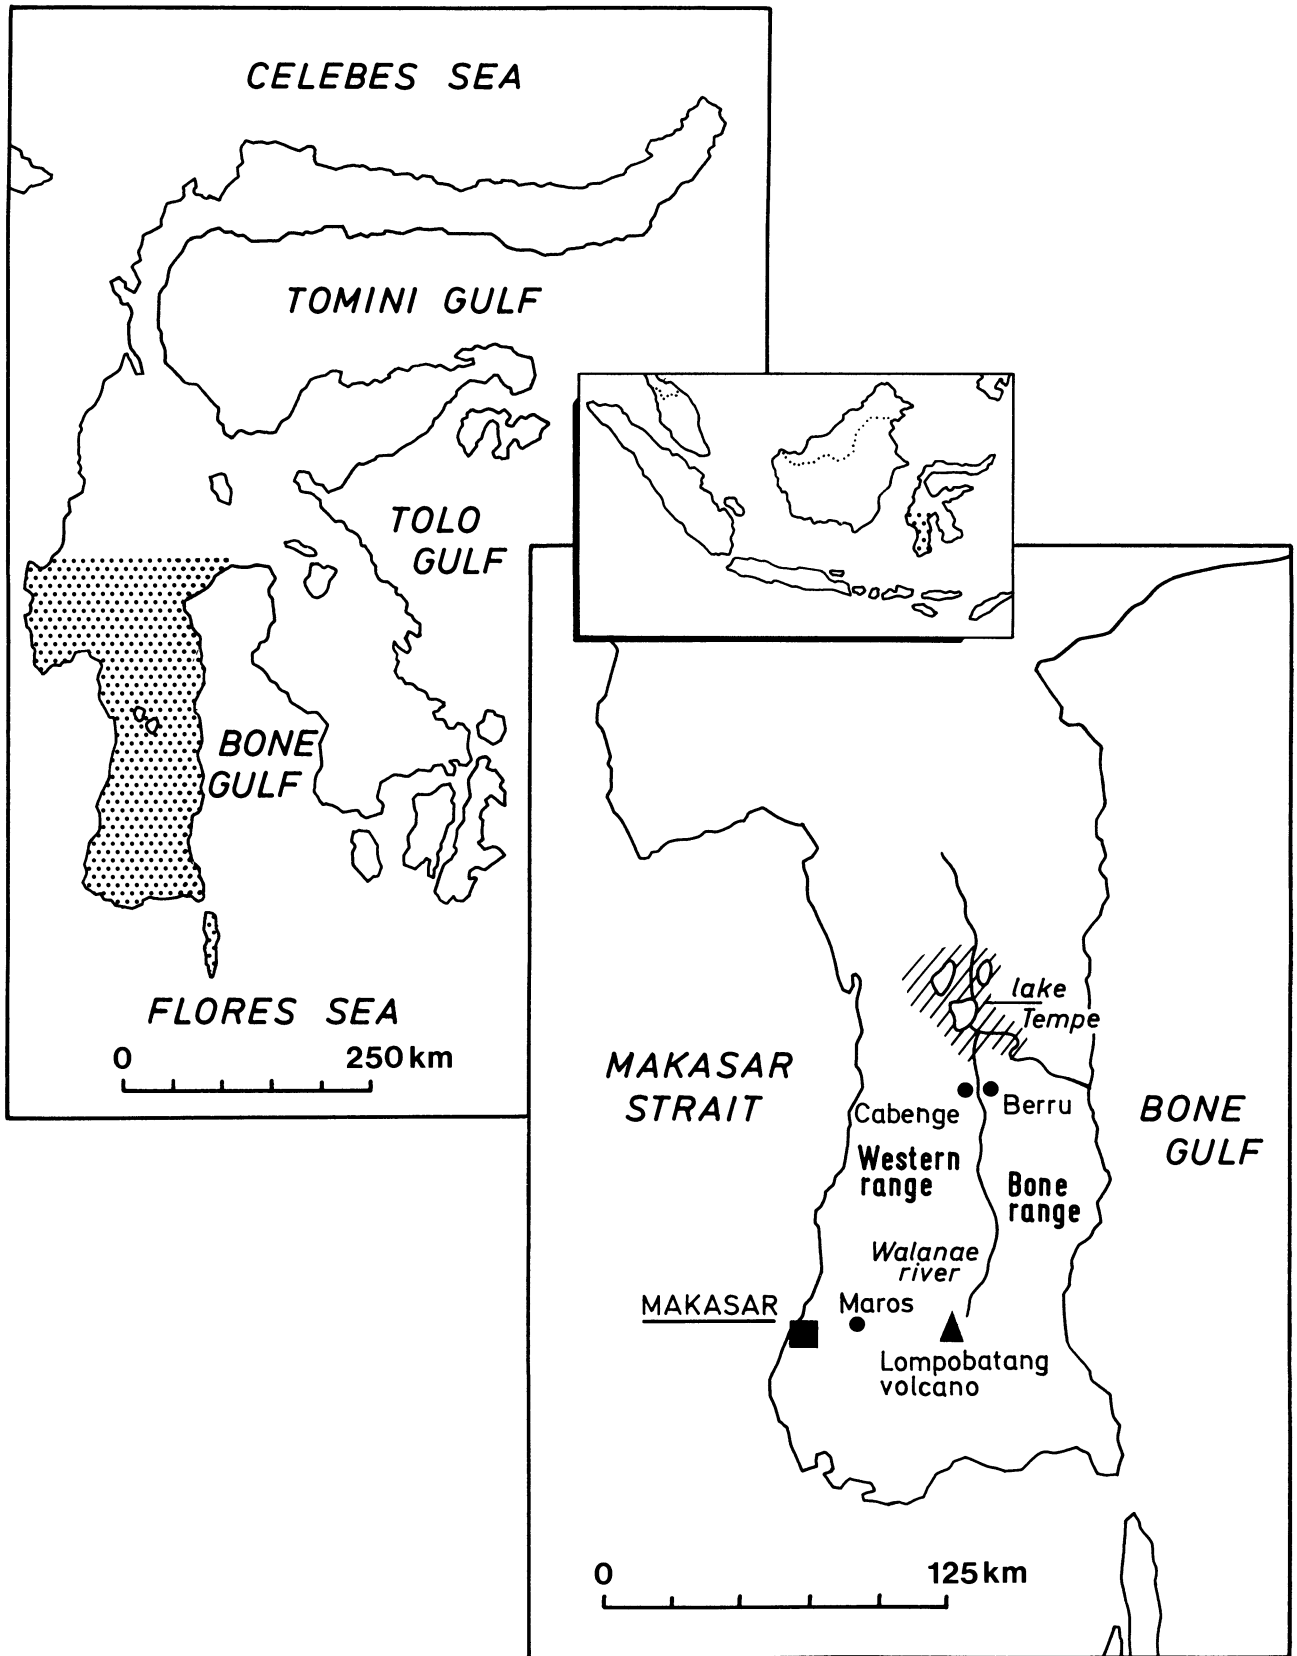 CELEBES SEA
TOMINI GULF
TOLO
GULF
BONE
GULF
FLORES SEA
0 250 km
lake
Tempe
MAKASAR
STRAIT
Cabenge
Berru
BONE
GULF
Western
range
Bone
range
Walanae
river
MAKASAR
Maros
Lompobatang
volcano
0 125 km